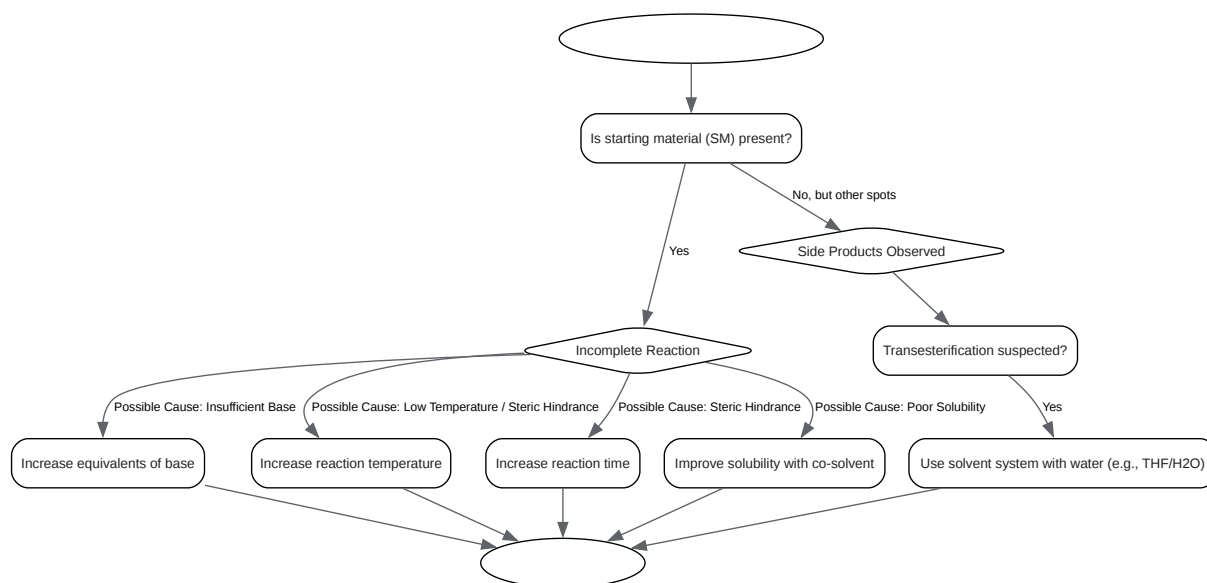 Is starting material (SM) present?
No, but other spots
Yes
Side Products Observed
Incomplete Reaction
Transesterification suspected?
Possible Cause: Insufficient Base
Possible Cause: Low Temperature / Steric Hindrance
Possible Cause: Steric Hindrance
Possible Cause: Poor Solubility
Yes
Increase equivalents of base
Increase reaction temperature
Increase reaction time
Improve solubility with co-solvent
Use solvent system with water (e.g., THF/H2O)